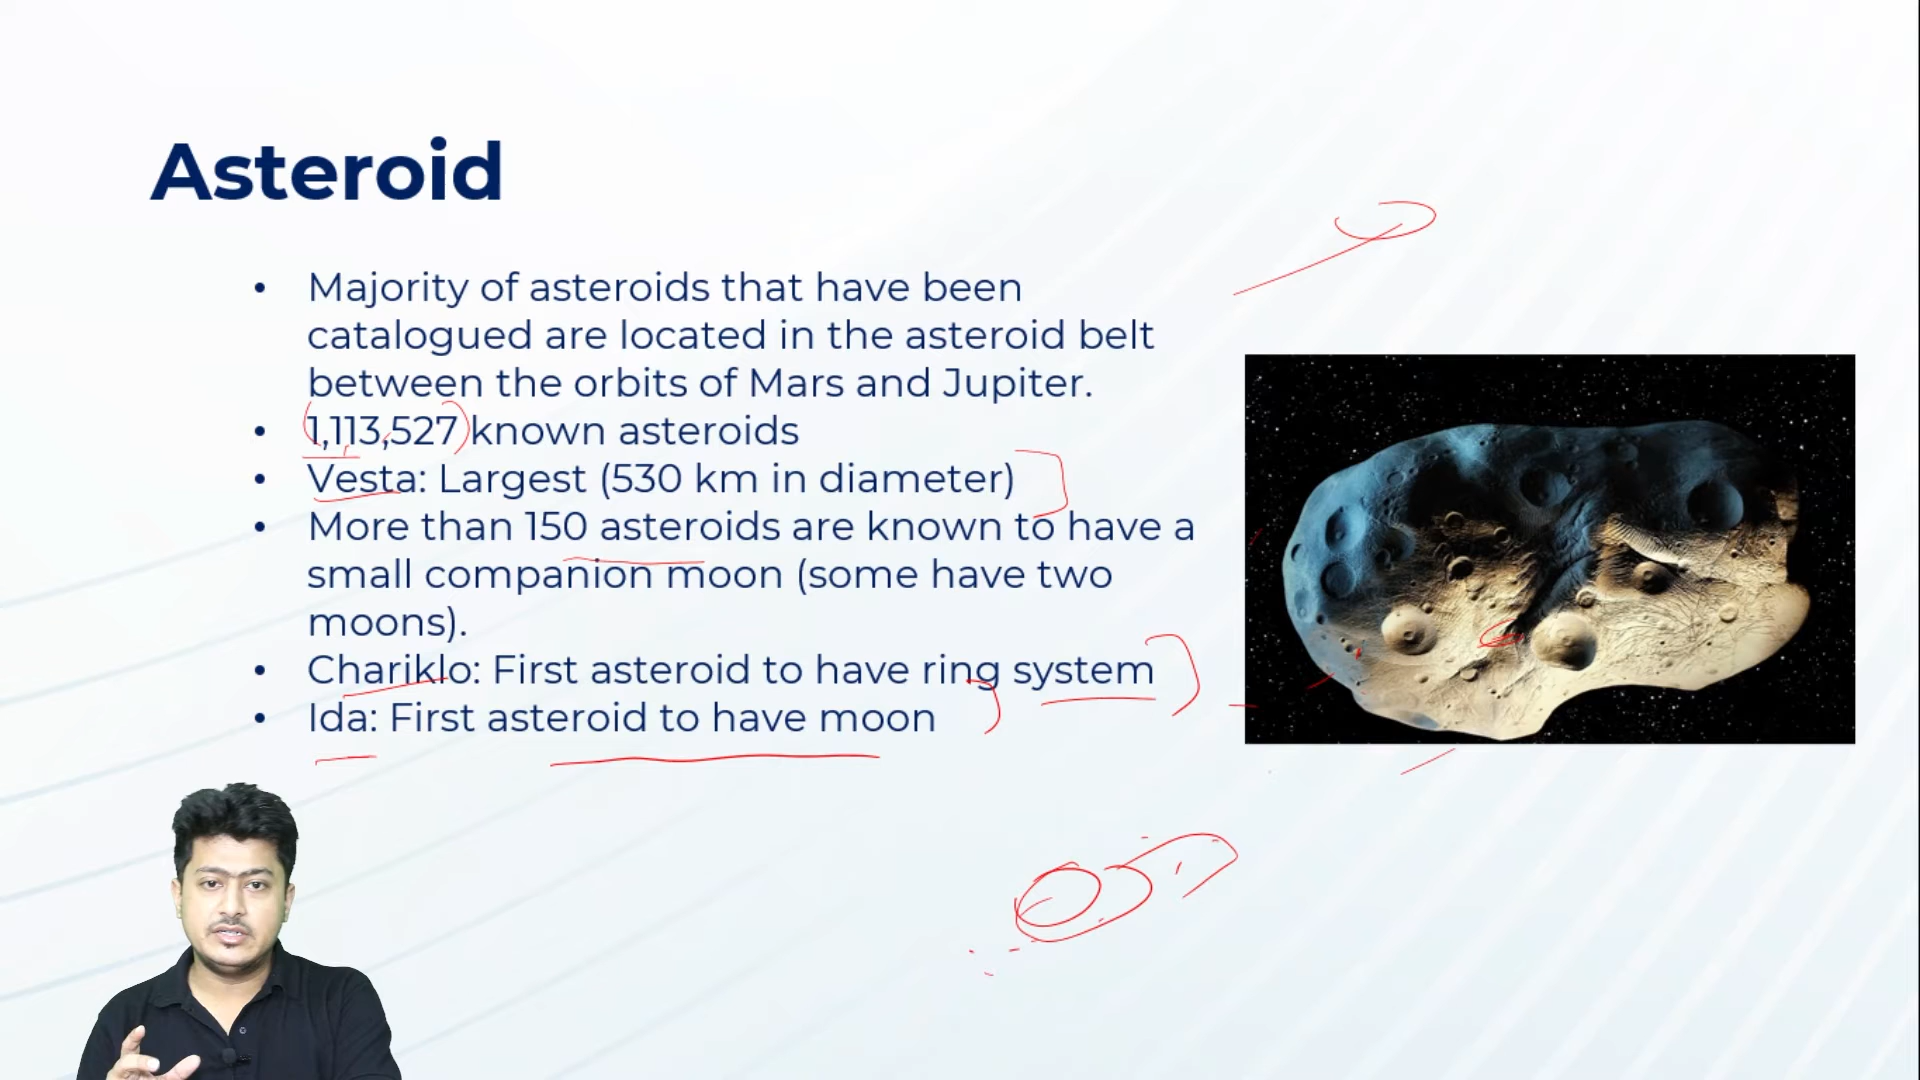 Asteroid
• Majority of asteroids that have been
catalogued are located in the asteroid belt
between the orbits of Mars and Jupiter.
• 1,113,527 known asteroids
• Vesta: Largest (530 km in diameter)
• More than 150 asteroids are known to have a
small companion moon (some have two
moons).
• Chariklo: First asteroid to have ring system
• Ida: First asteroid to have moon